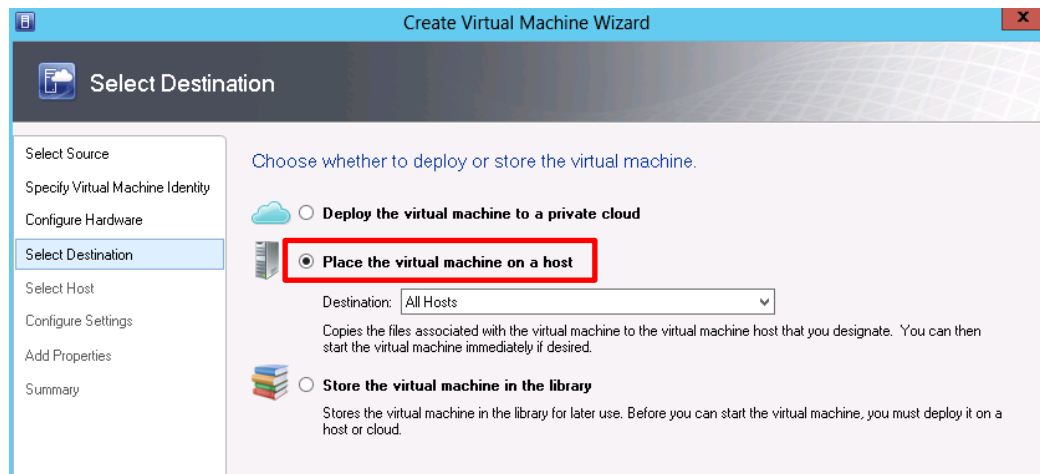 Create Virtual Machine Wizard
x
Select Destination
Select Source
Specify Virtual Machine Identity
Configure Hardware
Select Destination
Select Host
Configure Settings
Add Properties
Summary
Choose whether to deploy or store the virtual machine.
Deploy the virtual machine to a private cloud
Place the virtual machine on a host
Destination: All Hosts
Copies the files associated with the virtual machine to the virtual machine host that you designate. You can then
start the virtual machine immediately if desired.
Store the virtual machine in the library
Stores the virtual machine in the library for later use. Before you can start the virtual machine, you must deploy it on a
host or cloud.